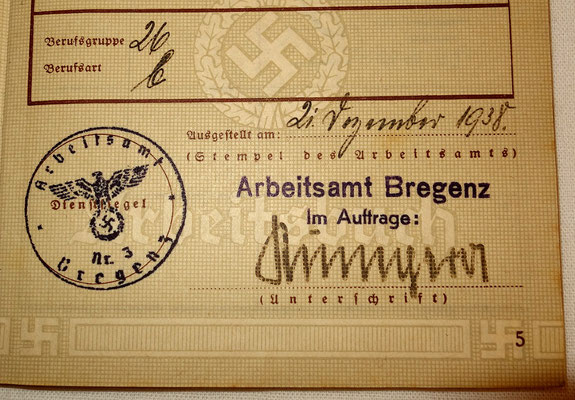 Berufsgruppe 26
Berufsart b
Ausgestellt am: 21 Dezember 1938.
(Stempel des Arbeitsamts)
Arbeitsamt
Dienstsiegel
Nr. 3
Bregenz
Arbeitsbuch
Arbeitsamt Bregenz
Im Auftrage:
(Unterschrift)
5